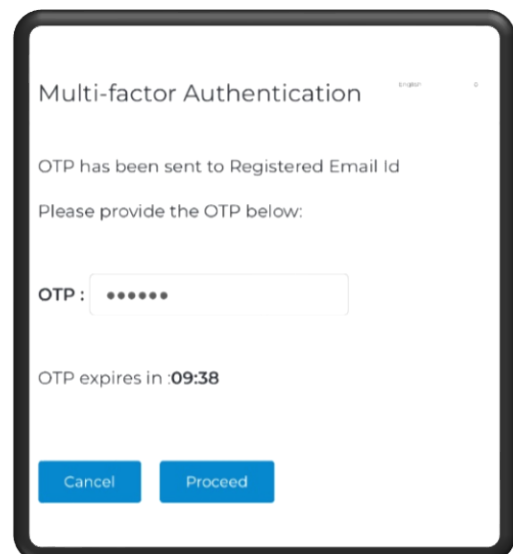 Multi-factor Authentication
English
OTP has been sent to Registered Email Id
Please provide the OTP below:
OTP : ••••••
OTP expires in :09:38
Cancel
Proceed